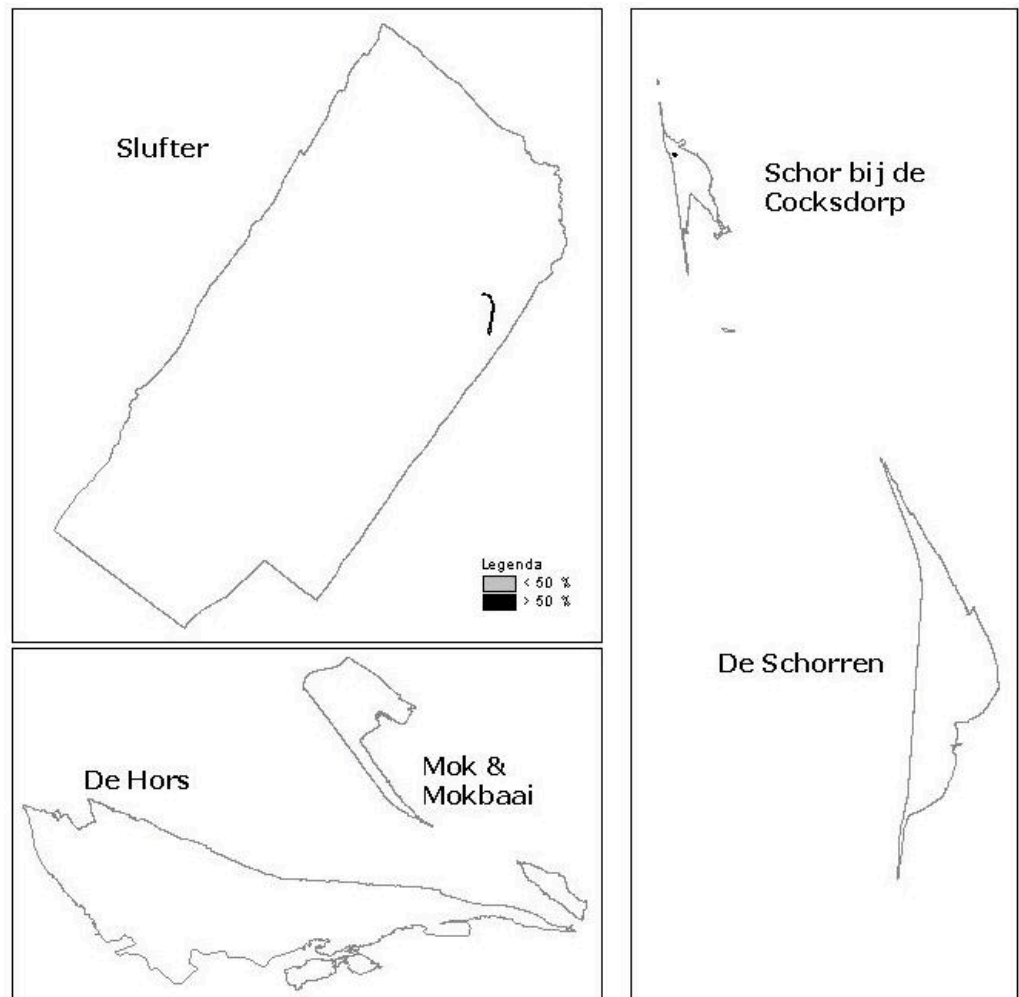 Slufter
Legenda
< 50 %
> 50 %
De Hors
Mok &
Mokbaai
Schor bij de
Cocksdorp
De Schorren